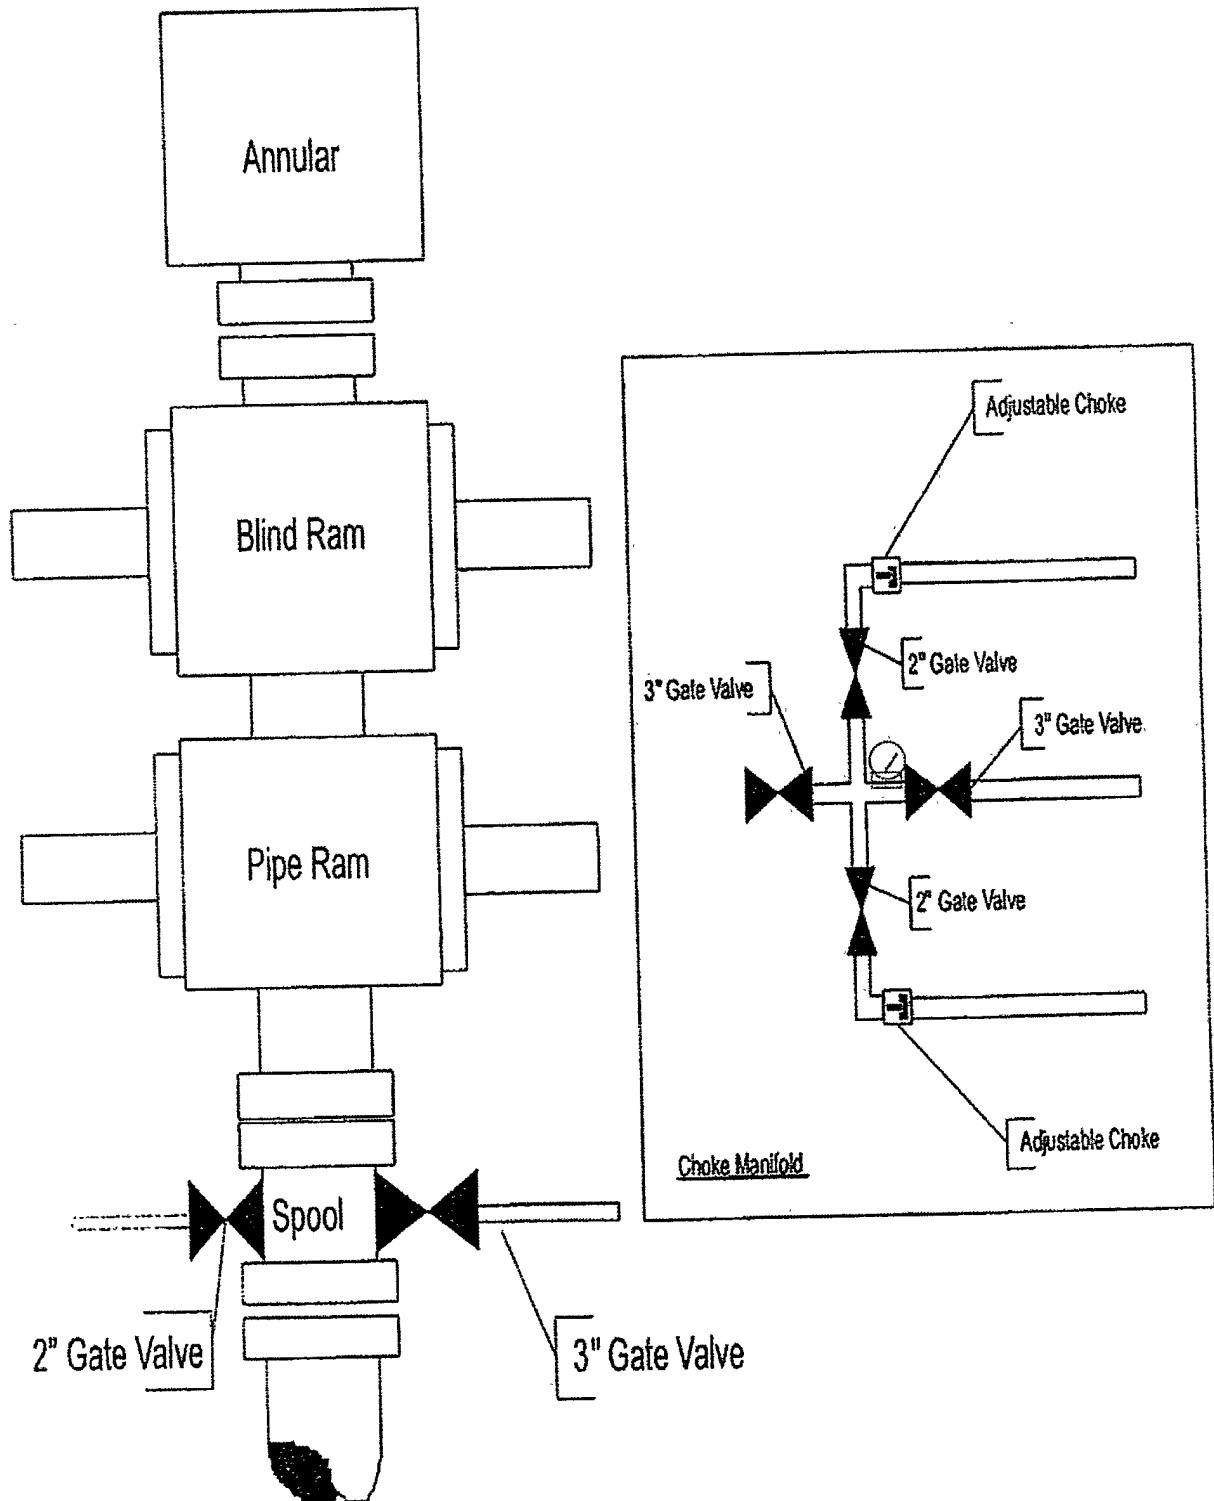 Annular
Blind Ram
Pipe Ram
Spool
2" Gate Valve
3" Gate Valve
Adjustable Choke
2" Gate Valve
3" Gate Valve
3" Gate Valve
2" Gate Valve
Adjustable Choke
Choke Manifold